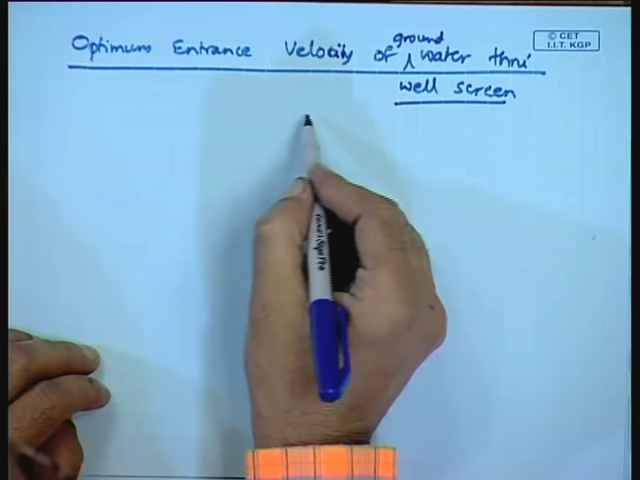 Optimum Entrance Velocity of ground water thru'
well screen
© CET
I.I.T. KGP